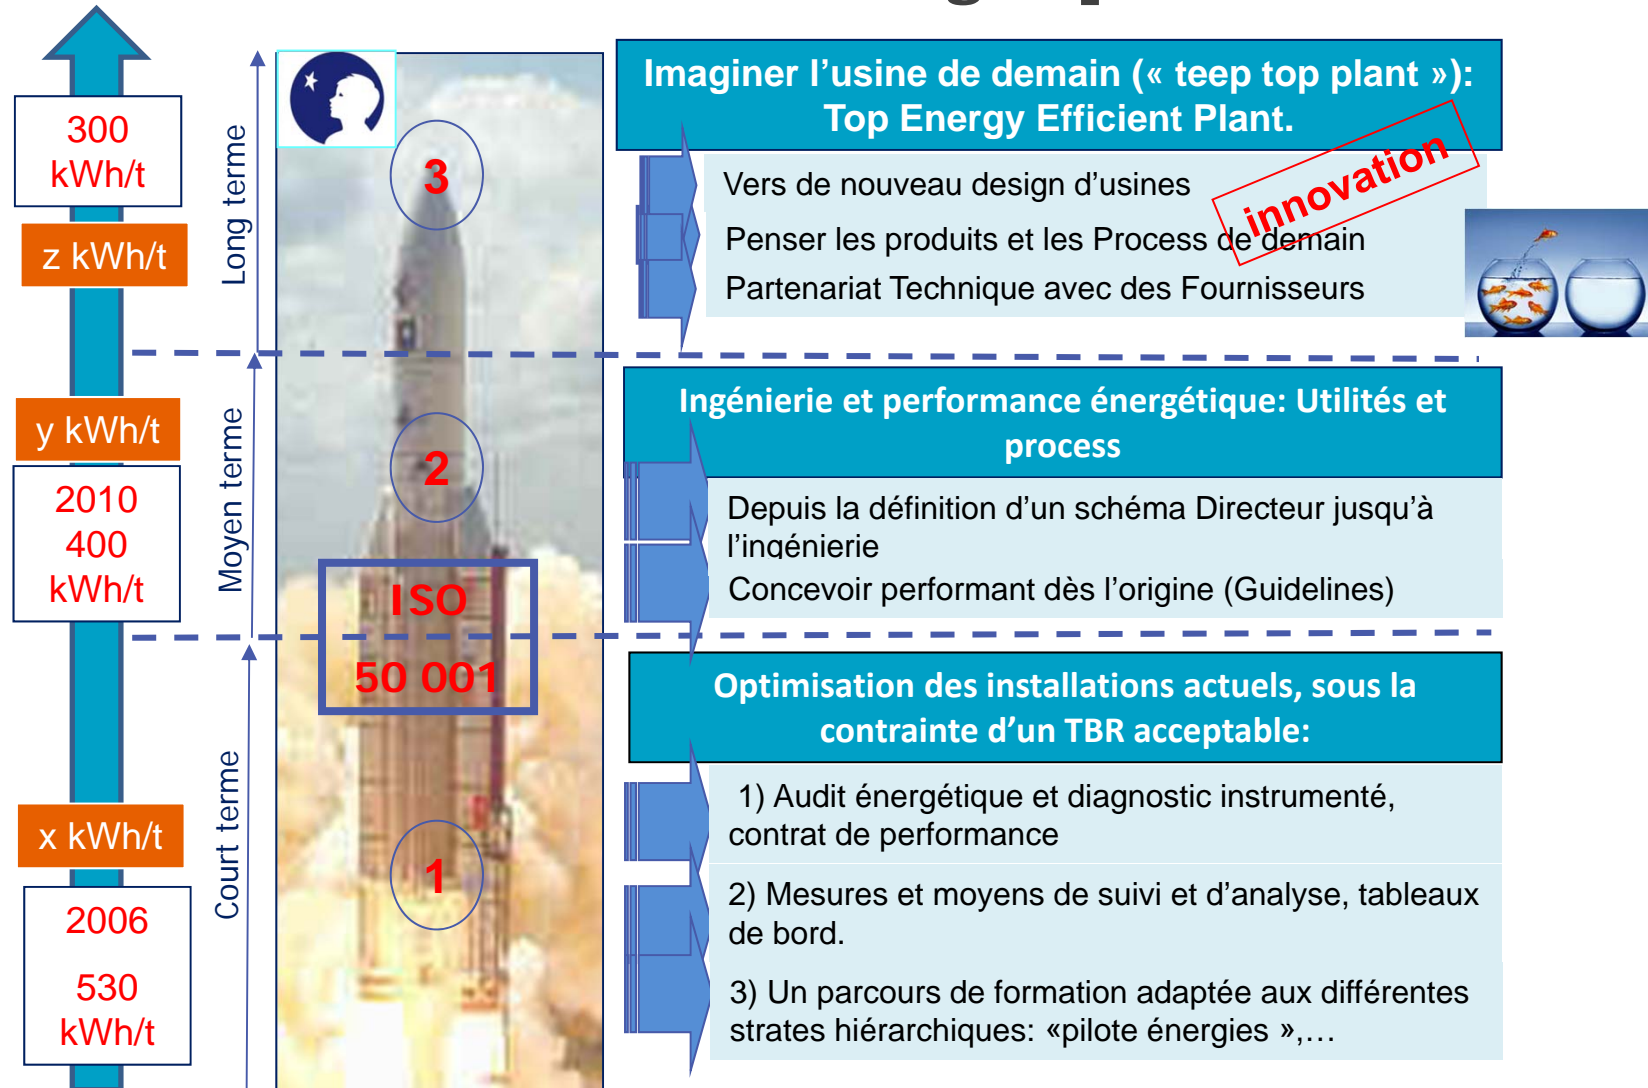 300
kWh/t
z kWh/t
y kWh/t
2010
400
kWh/t
x kWh/t
2006
530
kWh/t
Long terme
Moyen terme
Court terme
3
2
ISO
50 001
1
Imaginer l’usine de demain (« teep top plant »):
Top Energy Efficient Plant.
innovation
Vers de nouveau design d’usines
Penser les produits et les Process de demain
Partenariat Technique avec des Fournisseurs
Ingénierie et performance énergétique: Utilités et
process
Depuis la définition d’un schéma Directeur jusqu’à
l’ingénierie
Concevoir performant dès l’origine (Guidelines)
Optimisation des installations actuels, sous la
contrainte d’un TBR acceptable:
1) Audit énergétique et diagnostic instrumenté,
contrat de performance
2) Mesures et moyens de suivi et d’analyse, tableaux
de bord.
3) Un parcours de formation adaptée aux différentes
strates hiérarchiques: «pilote énergies »,…